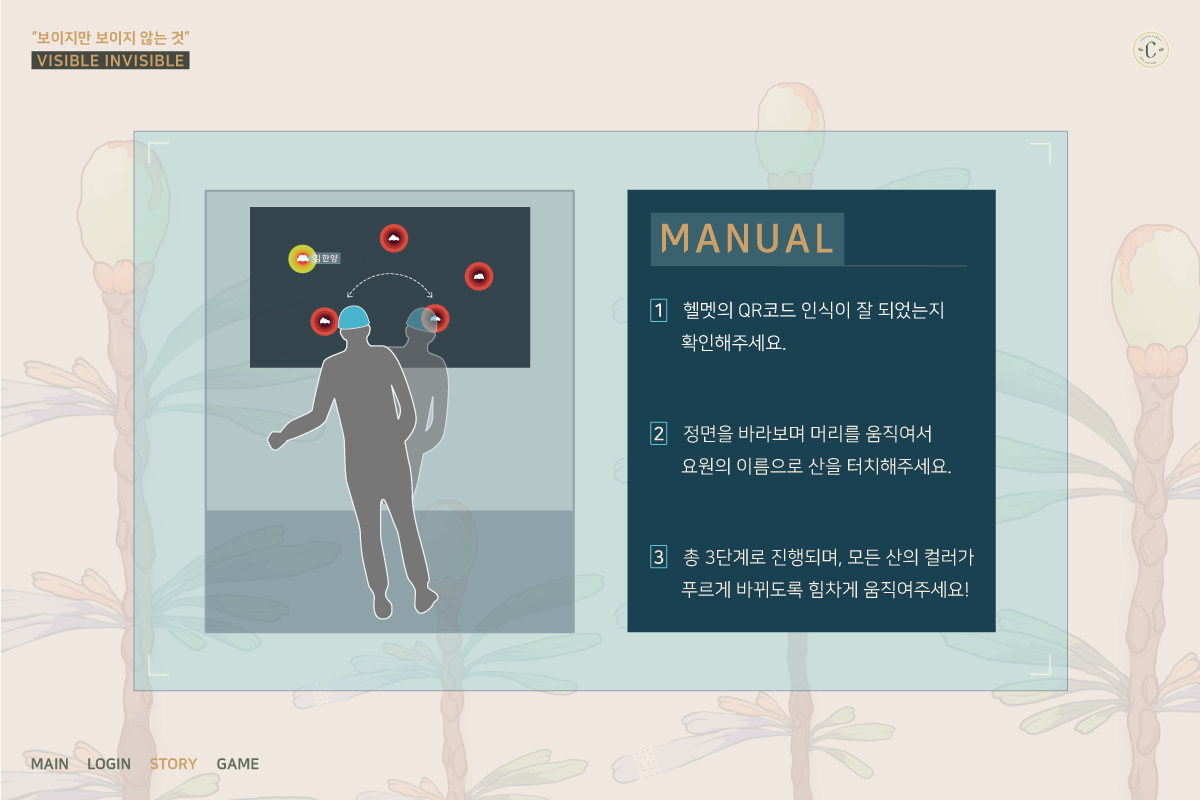 “보이지만 보이지 않는 것”
VISIBLE INVISIBLE
C
김한양
MANUAL
1 헬멧의 QR코드 인식이 잘 되었는지
확인해주세요.
2 정면을 바라보며 머리를 움직여서
요원의 이름으로 산을 터치해주세요.
3 총 3단계로 진행되며, 모든 산의 컬러가
푸르게 바뀌도록 힘차게 움직여주세요!
MAIN LOGIN STORY GAME